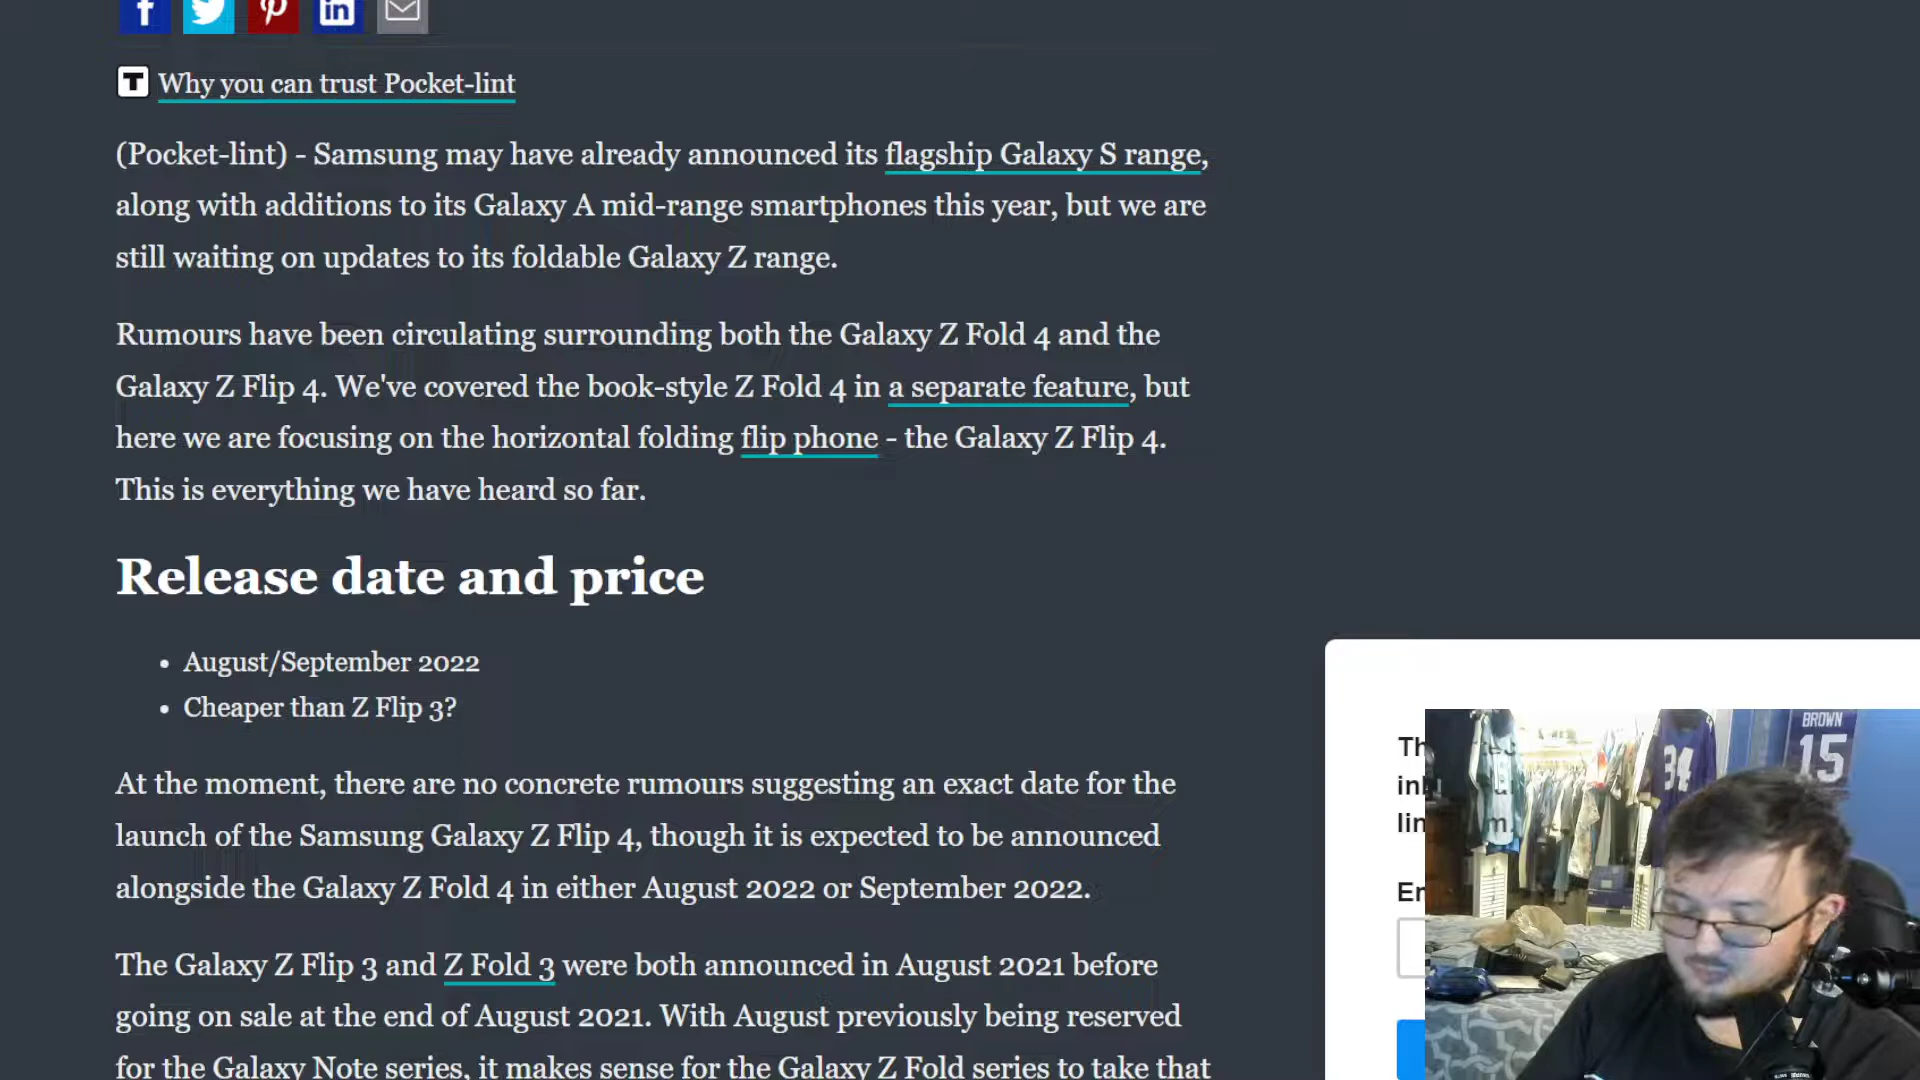 Why you can trust Pocket-lint
(Pocket-lint) - Samsung may have already announced its flagship Galaxy S range,
along with additions to its Galaxy A mid-range smartphones this year, but we are
still waiting on updates to its foldable Galaxy Z range.
Rumours have been circulating surrounding both the Galaxy Z Fold 4 and the
Galaxy Z Flip 4. We've covered the book-style Z Fold 4 in a separate feature, but
here we are focusing on the horizontal folding flip phone - the Galaxy Z Flip 4.
This is everything we have heard so far.
Release date and price
• August/September 2022
• Cheaper than Z Flip 3?
At the moment, there are no concrete rumours suggesting an exact date for the
launch of the Samsung Galaxy Z Flip 4, though it is expected to be announced
alongside the Galaxy Z Fold 4 in either August 2022 or September 2022.
The Galaxy Z Flip 3 and Z Fold 3 were both announced in August 2021 before
going on sale at the end of August 2021. With August previously being reserved
for the Galaxy Note series, it makes sense for the Galaxy Z Fold series to take that
BROWN
15
34